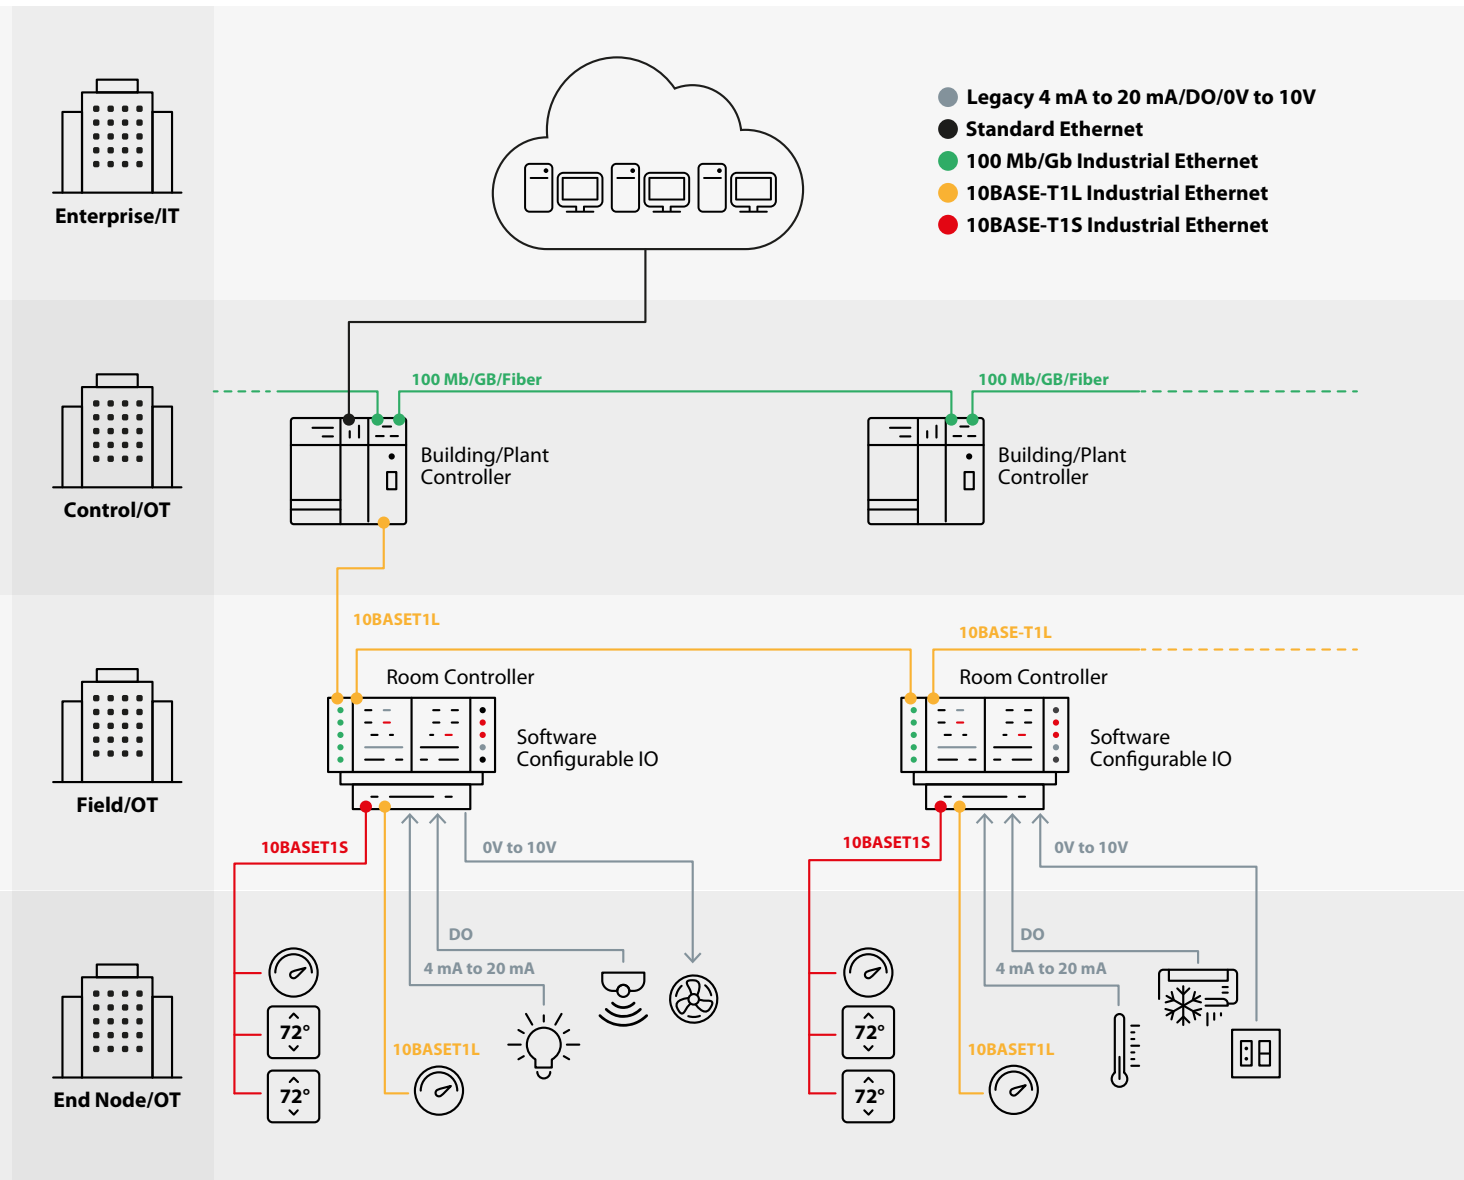 Legacy 4 mA to 20 mA/DO/0V to 10V
Standard Ethernet
100 Mb/Gb Industrial Ethernet
10BASE-T1L Industrial Ethernet
10BASE-T1S Industrial Ethernet
Enterprise/IT
100 Mb/GB/Fiber
100 Mb/GB/Fiber
Building/Plant
Controller
Building/Plant
Controller
Control/OT
10BASET1L
10BASE-T1L
Room Controller
Room Controller
Software
Configurable IO
Software
Configurable IO
Field/OT
10BASET1S
0V to 10V
10BASET1S
0V to 10V
DO
4 mA to 20 mA
DO
4 mA to 20 mA
72°
72°
10BASET1L
10BASET1L
72°
72°
End Node/OT